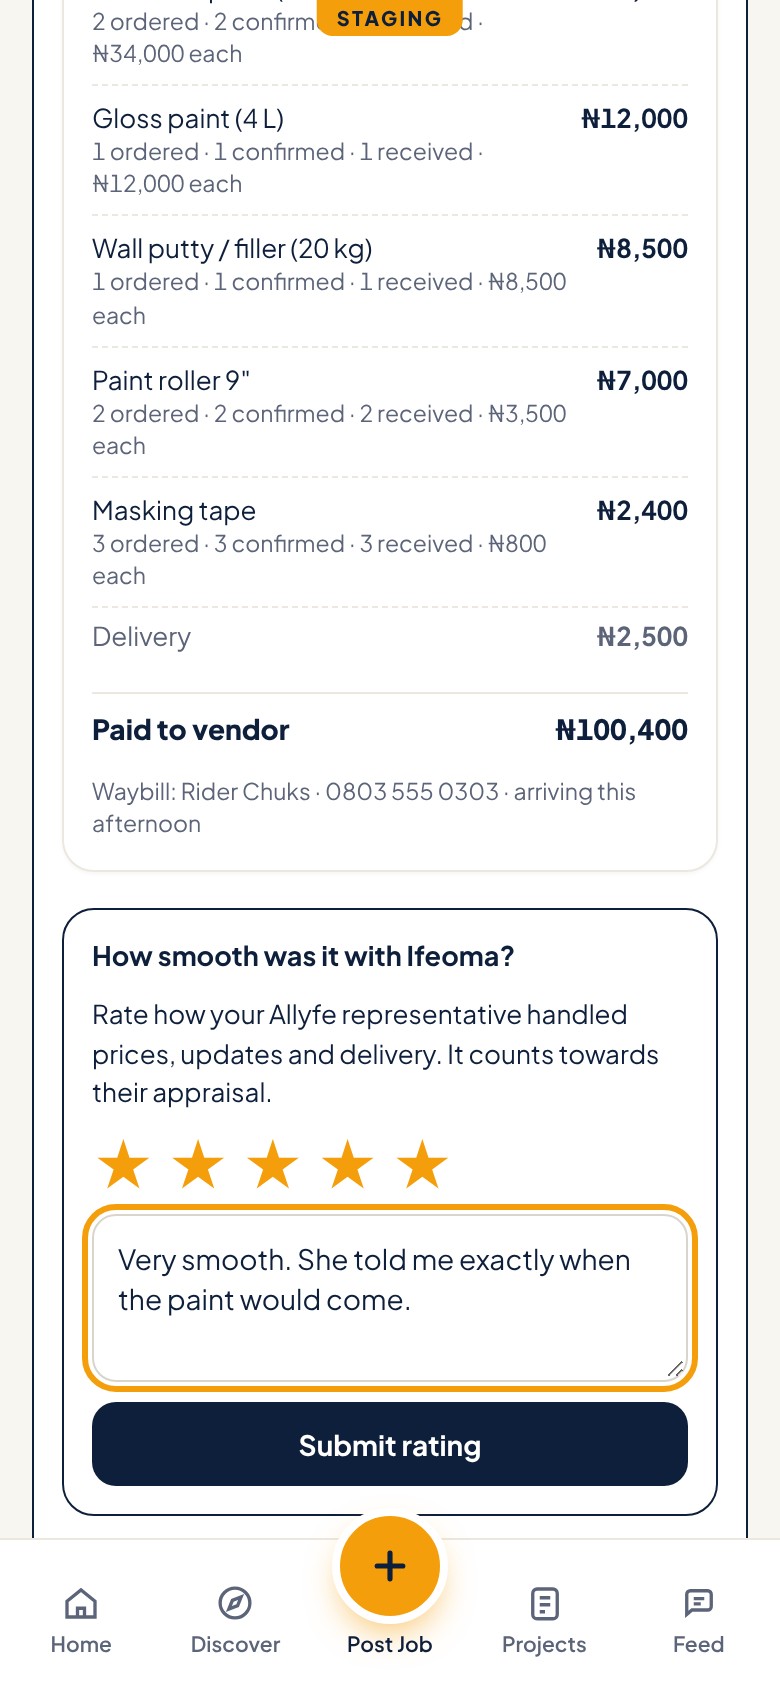 STAGING
2 ordered · 2
₦34,000 each
Gloss paint (4 L) ₦12,000
1 ordered · 1 confirmed · 1 received ·
₦12,000 each
Wall putty / filler (20 kg) ₦8,500
1 ordered · 1 confirmed · 1 received · ₦8,500
each
Paint roller 9" ₦7,000
2 ordered · 2 confirmed · 2 received · ₦3,500
each
Masking tape ₦2,400
3 ordered · 3 confirmed · 3 received · ₦800
each
Delivery ₦2,500
Paid to vendor ₦100,400
Waybill: Rider Chuks · 0803 555 0303 · arriving this
afternoon
How smooth was it with Ifeoma?
Rate how your Allyfe representative handled
prices, updates and delivery. It counts towards
their appraisal.
Very smooth. She told me exactly when
the paint would come.
Submit rating
Home Discover Post Job Projects Feed